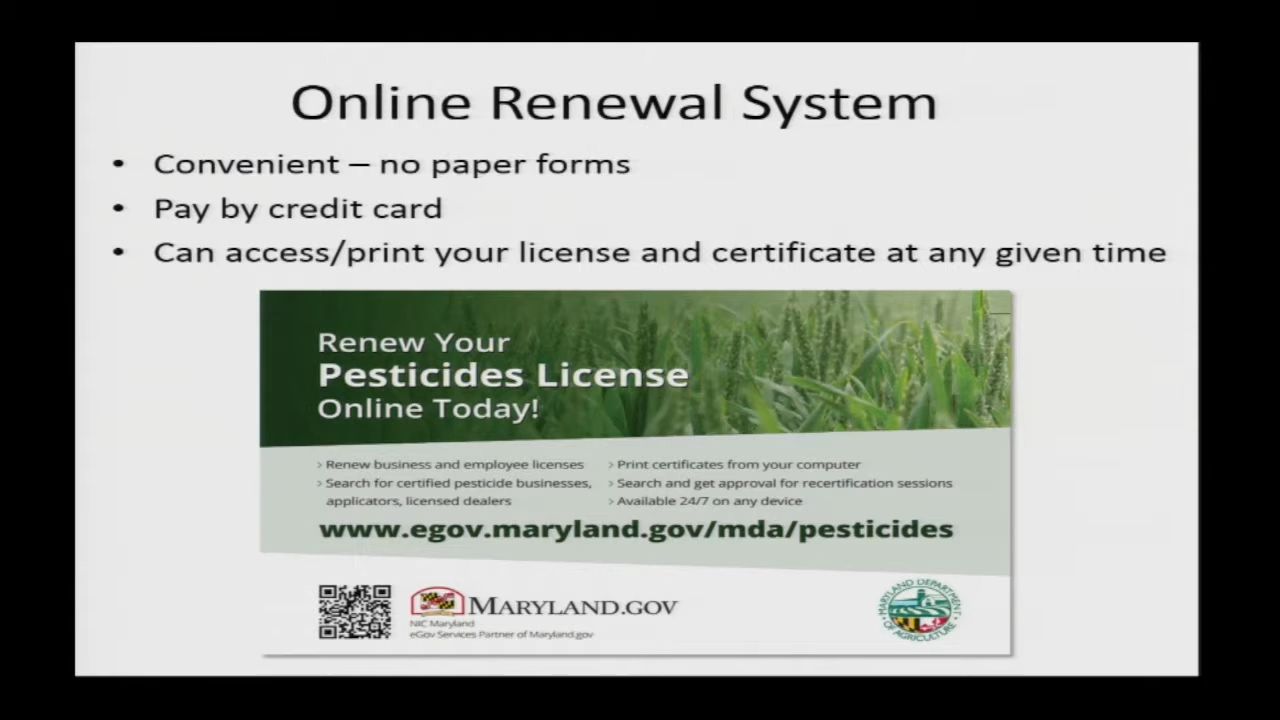 Online Renewal System
• Convenient – no paper forms
• Pay by credit card
• Can access/print your license and certificate at any given time
Renew Your
Pesticides License
Online Today!
› Renew business and employee licenses
› Search for certified pesticide businesses,
applicators, licensed dealers
› Print certificates from your computer
› Search and get approval for recertification sessions
› Available 24/7 on any device
www.egov.maryland.gov/mda/pesticides
MARYLAND.GOV
NIC Maryland
eGov Services Partner of Maryland.gov
MARYLAND DEPARTMENT
OF AGRICULTURE